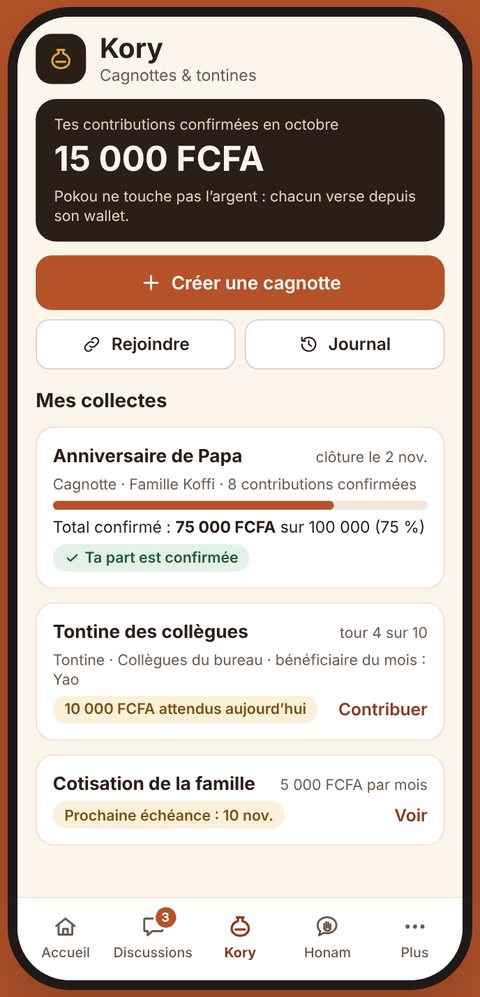 Kory
Cagnottes & tontines
Tes contributions confirmées en octobre
15 000 FCFA
Pokou ne touche pas l’argent : chacun verse depuis
son wallet.
Créer une cagnotte
Rejoindre
Journal
Mes collectes
Anniversaire de Papa
clôture le 2 nov.
Cagnotte · Famille Koffi · 8 contributions confirmées
Total confirmé : 75 000 FCFA sur 100 000 (75 %)
Ta part est confirmée
Tontine des collègues
tour 4 sur 10
Tontine · Collègues du bureau · bénéficiaire du mois :
Yao
10 000 FCFA attendus aujourd’hui
Contribuer
Cotisation de la famille
5 000 FCFA par mois
Prochaine échéance : 10 nov.
Voir
3
Accueil
Discussions
Kory
Honam
Plus